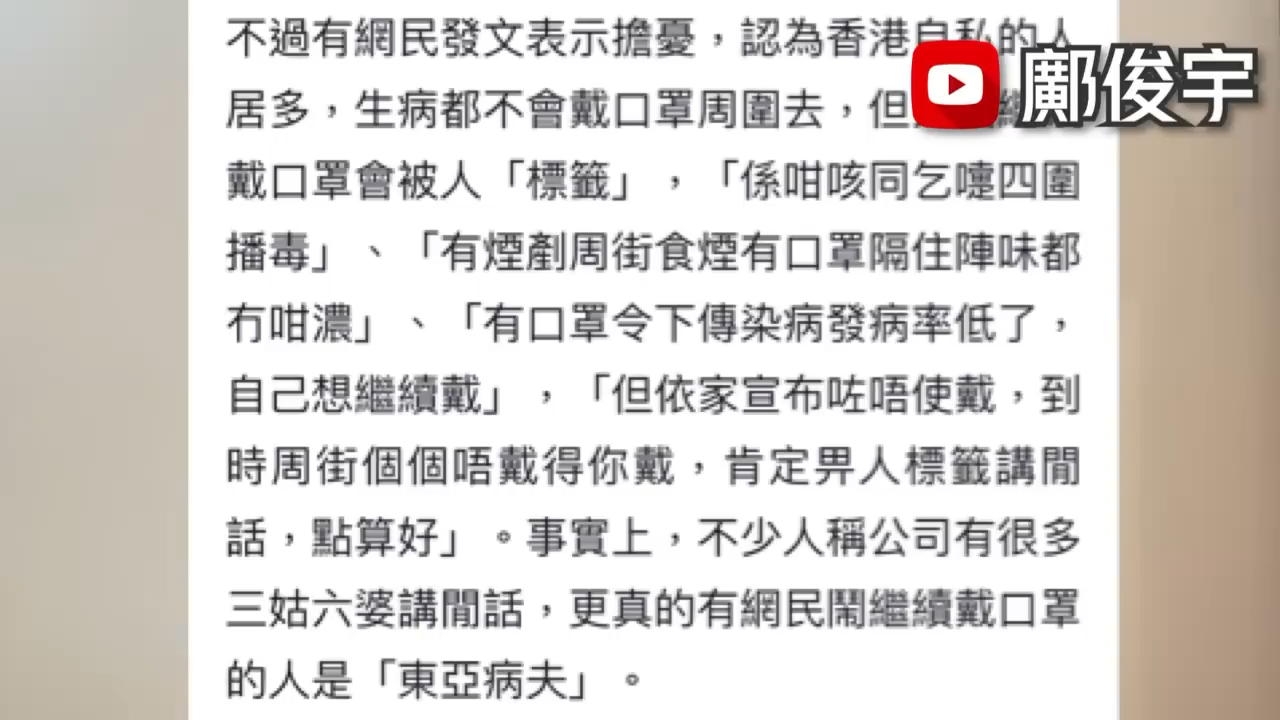 不過有網民發文表示擔憂，認為香港自私的人
居多，生病都不會戴口罩周圍去，但
戴口罩會被人「標籤」，「係咁咳同乞嚏四圍
播毒」、「有煙剷周街食煙有口罩隔住陣味都
冇咁濃」、「有口罩令下傳染病發病率低了，
自己想繼續戴」，「但依家宣布咗唔使戴，到
時周街個個唔戴得你戴，肯定畀人標籤講閒
話，點算好」。事實上，不少人稱公司有很多
三姑六婆講閒話，更真的有網民鬧繼續戴口罩
的人是「東亞病夫」。
鄺俊宇